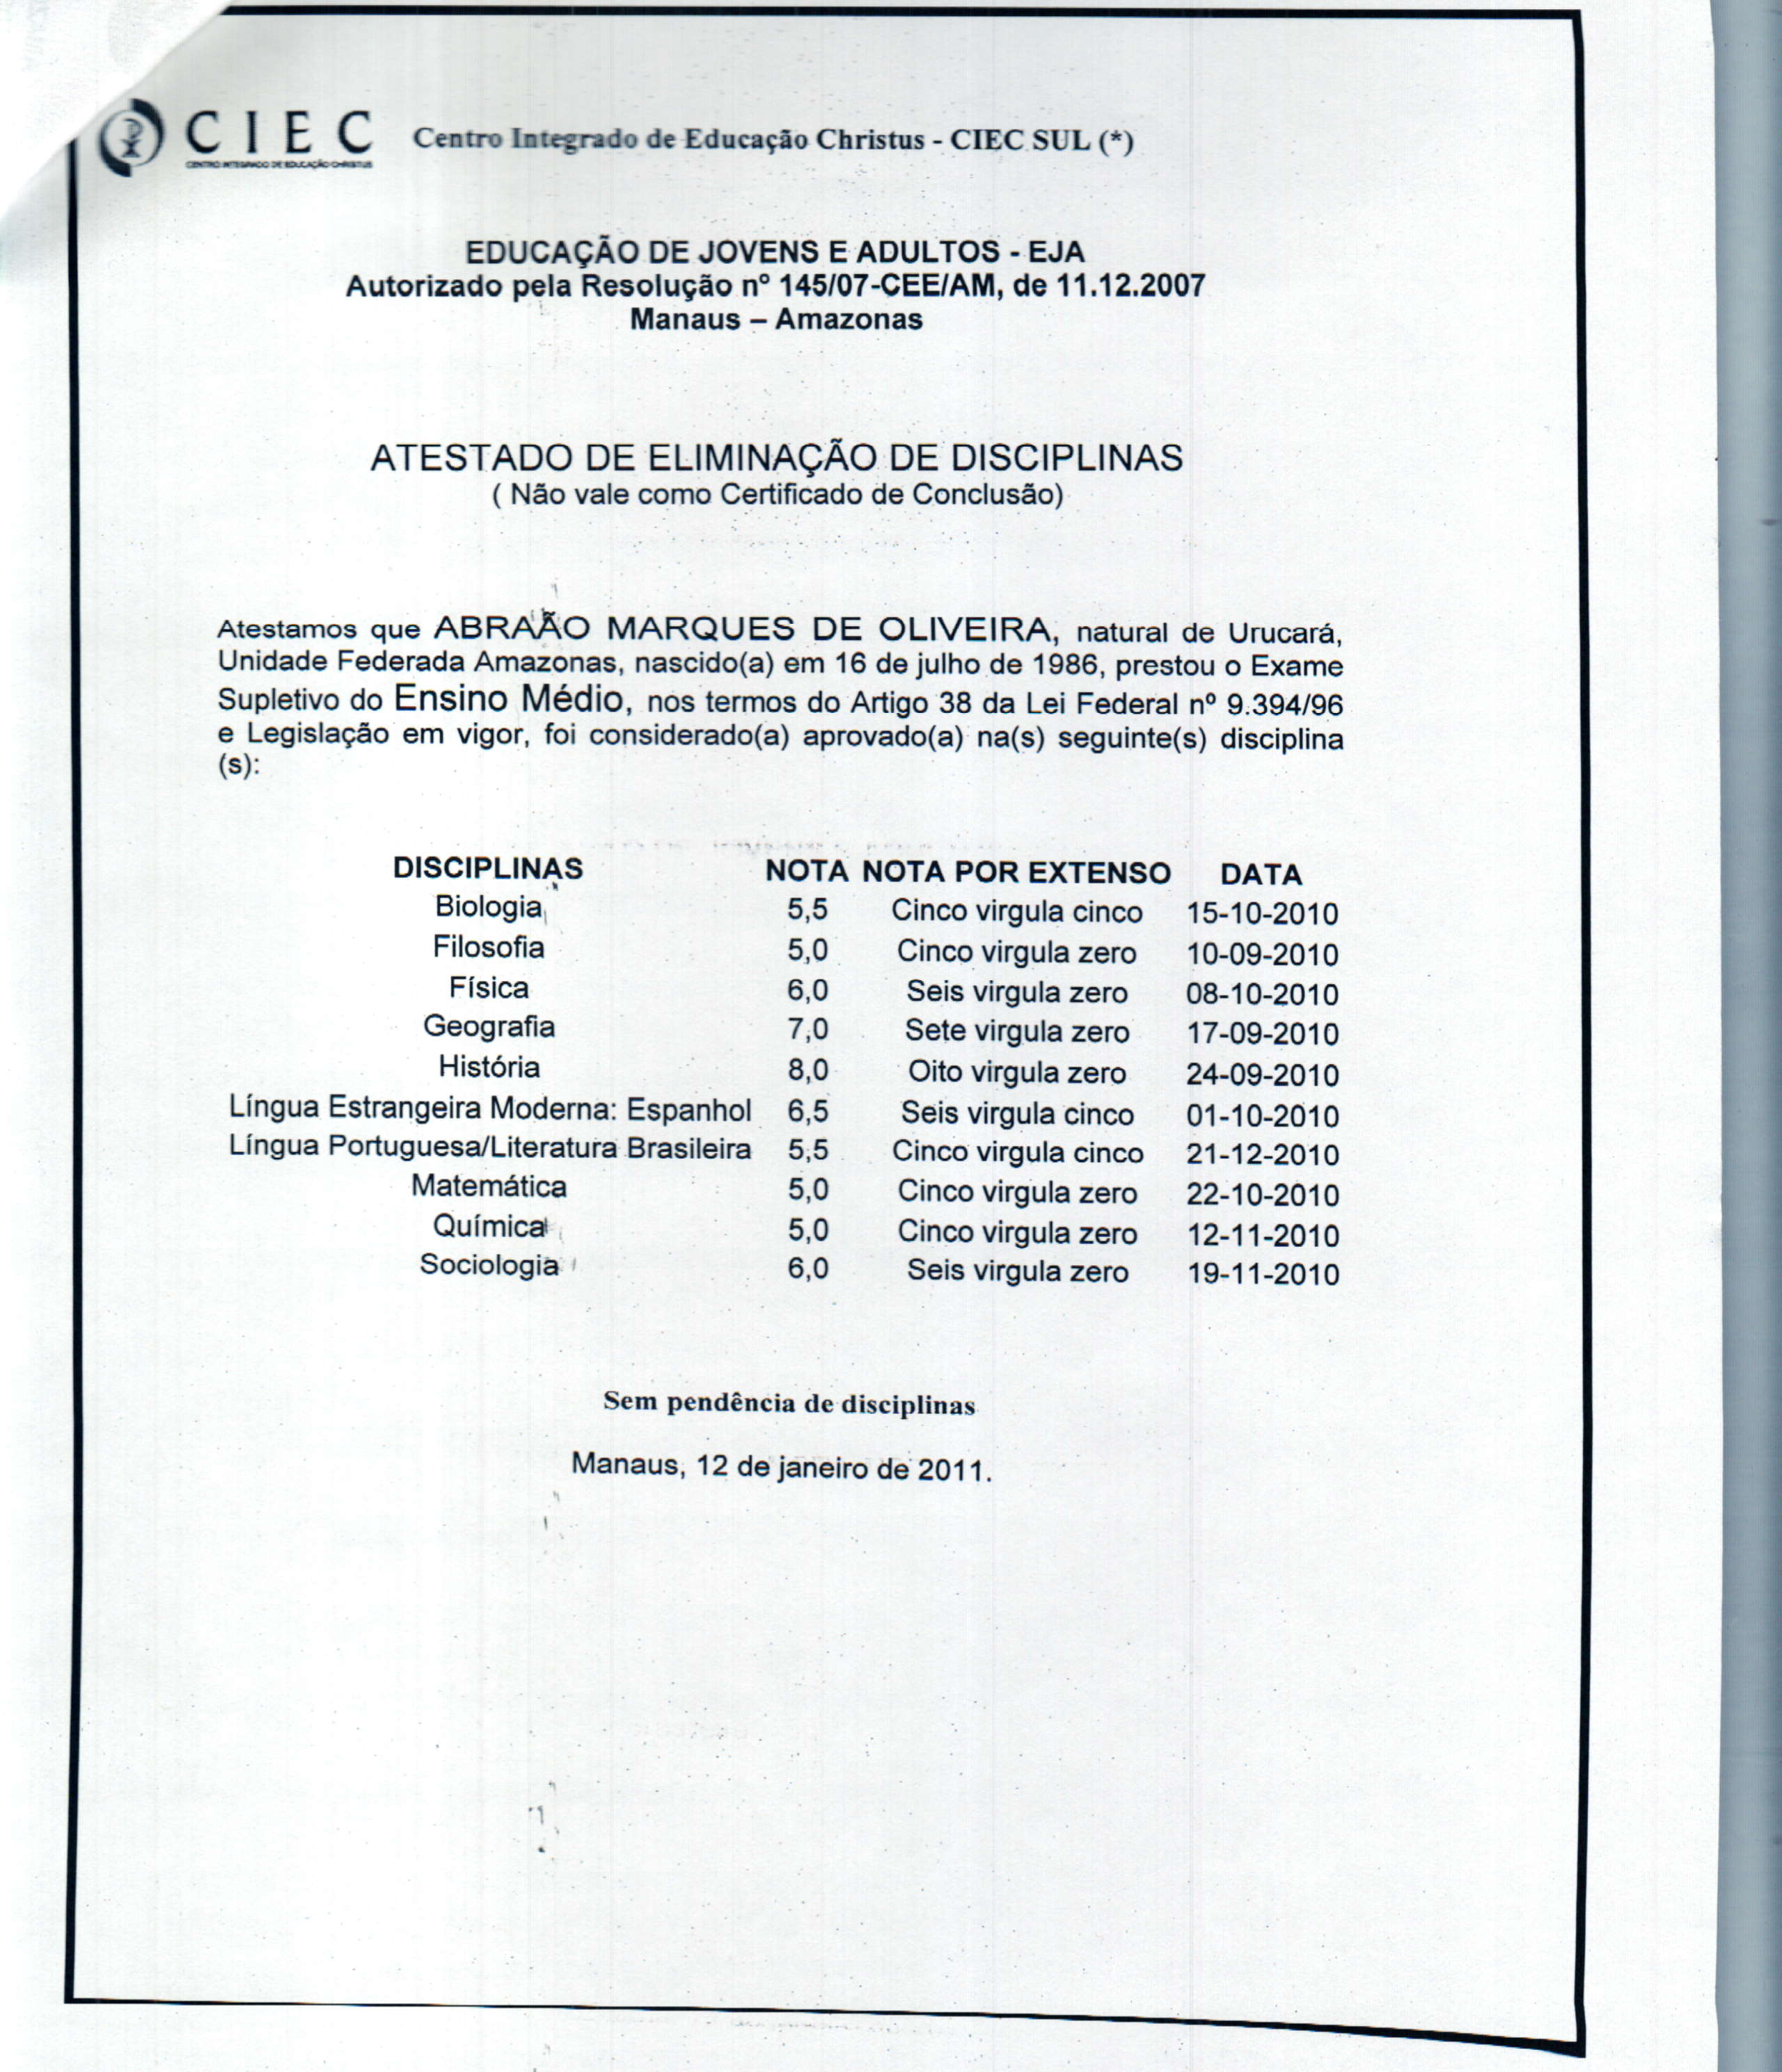 CIEC
CENTRO INTEGRADO DE EDUCAÇÃO CHRISTUS
Centro Integrado de Educação Christus - CIEC SUL (*)
EDUCAÇÃO DE JOVENS E ADULTOS - EJA
Autorizado pela Resolução nº 145/07-CEE/AM, de 11.12.2007
Manaus – Amazonas
ATESTADO DE ELIMINAÇÃO DE DISCIPLINAS
( Não vale como Certificado de Conclusão)
Atestamos que ABRAÃO MARQUES DE OLIVEIRA, natural de Urucará,
Unidade Federada Amazonas, nascido(a) em 16 de julho de 1986, prestou o Exame
Supletivo do Ensino Médio, nos termos do Artigo 38 da Lei Federal nº 9.394/96
e Legislação em vigor, foi considerado(a) aprovado(a) na(s) seguinte(s) disciplina
(s):
DISCIPLINAS NOTA NOTA POR EXTENSO DATA
Biologia 5,5 Cinco virgula cinco 15-10-2010
Filosofia 5,0 Cinco virgula zero 10-09-2010
Física 6,0 Seis virgula zero 08-10-2010
Geografia 7,0 Sete virgula zero 17-09-2010
História 8,0 Oito virgula zero 24-09-2010
Língua Estrangeira Moderna: Espanhol 6,5 Seis virgula cinco 01-10-2010
Língua Portuguesa/Literatura Brasileira 5,5 Cinco virgula cinco 21-12-2010
Matemática 5,0 Cinco virgula zero 22-10-2010
Química 5,0 Cinco virgula zero 12-11-2010
Sociologia 6,0 Seis virgula zero 19-11-2010
Sem pendência de disciplinas
Manaus, 12 de janeiro de 2011.